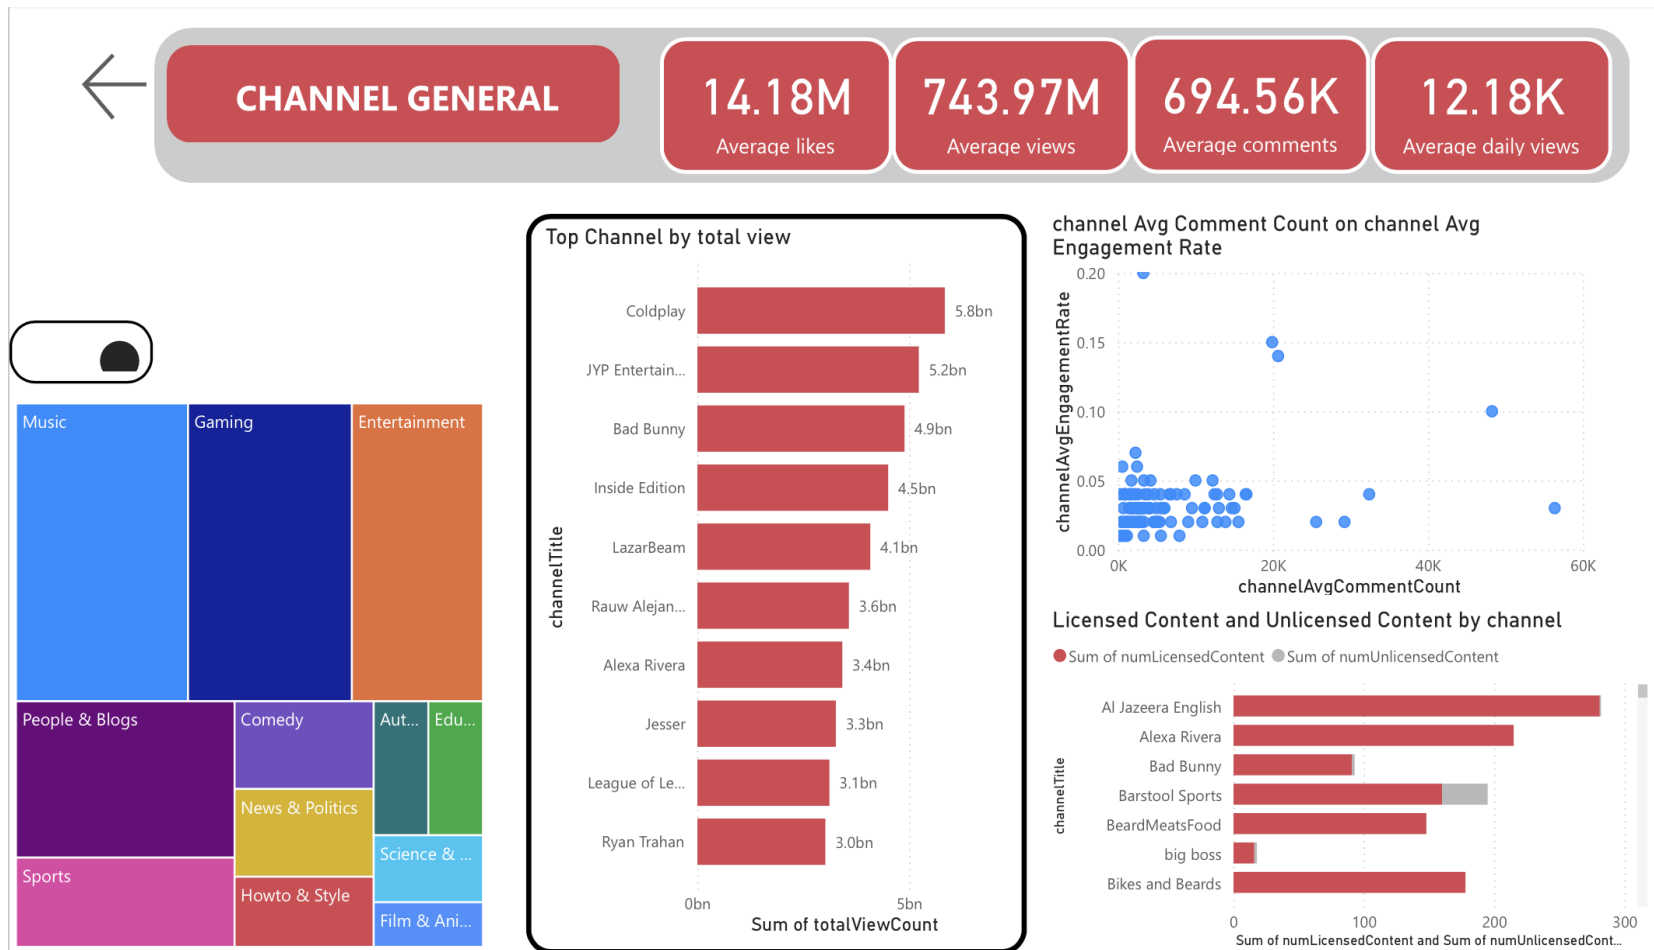 CHANNEL GENERAL
14.18M
Average likes
743.97M
Average views
694.56K
Average comments
12.18K
Average daily views
Music
Gaming
Entertainment
People & Blogs
Comedy
Aut...
Edu...
News & Politics
Science & ...
Sports
Howto & Style
Film & Ani...
Top Channel by total view
channelTitle
Coldplay
5.8bn
JYP Entertain...
5.2bn
Bad Bunny
4.9bn
Inside Edition
4.5bn
LazarBeam
4.1bn
Rauw Alejan...
3.6bn
Alexa Rivera
3.4bn
Jesser
3.3bn
League of Le...
3.1bn
Ryan Trahan
3.0bn
0bn
5bn
Sum of totalViewCount
channel Avg Comment Count on channel Avg
Engagement Rate
channelAvgEngagementRate
0.20
0.15
0.10
0.05
0.00
0K
20K
40K
60K
channelAvgCommentCount
Licensed Content and Unlicensed Content by channel
Sum of numLicensedContent
Sum of numUnlicensedContent
channelTitle
Al Jazeera English
Alexa Rivera
Bad Bunny
Barstool Sports
BeardMeatsFood
big boss
Bikes and Beards
0
100
200
300
Sum of numLicensedContent and Sum of numUnlicensedCont...